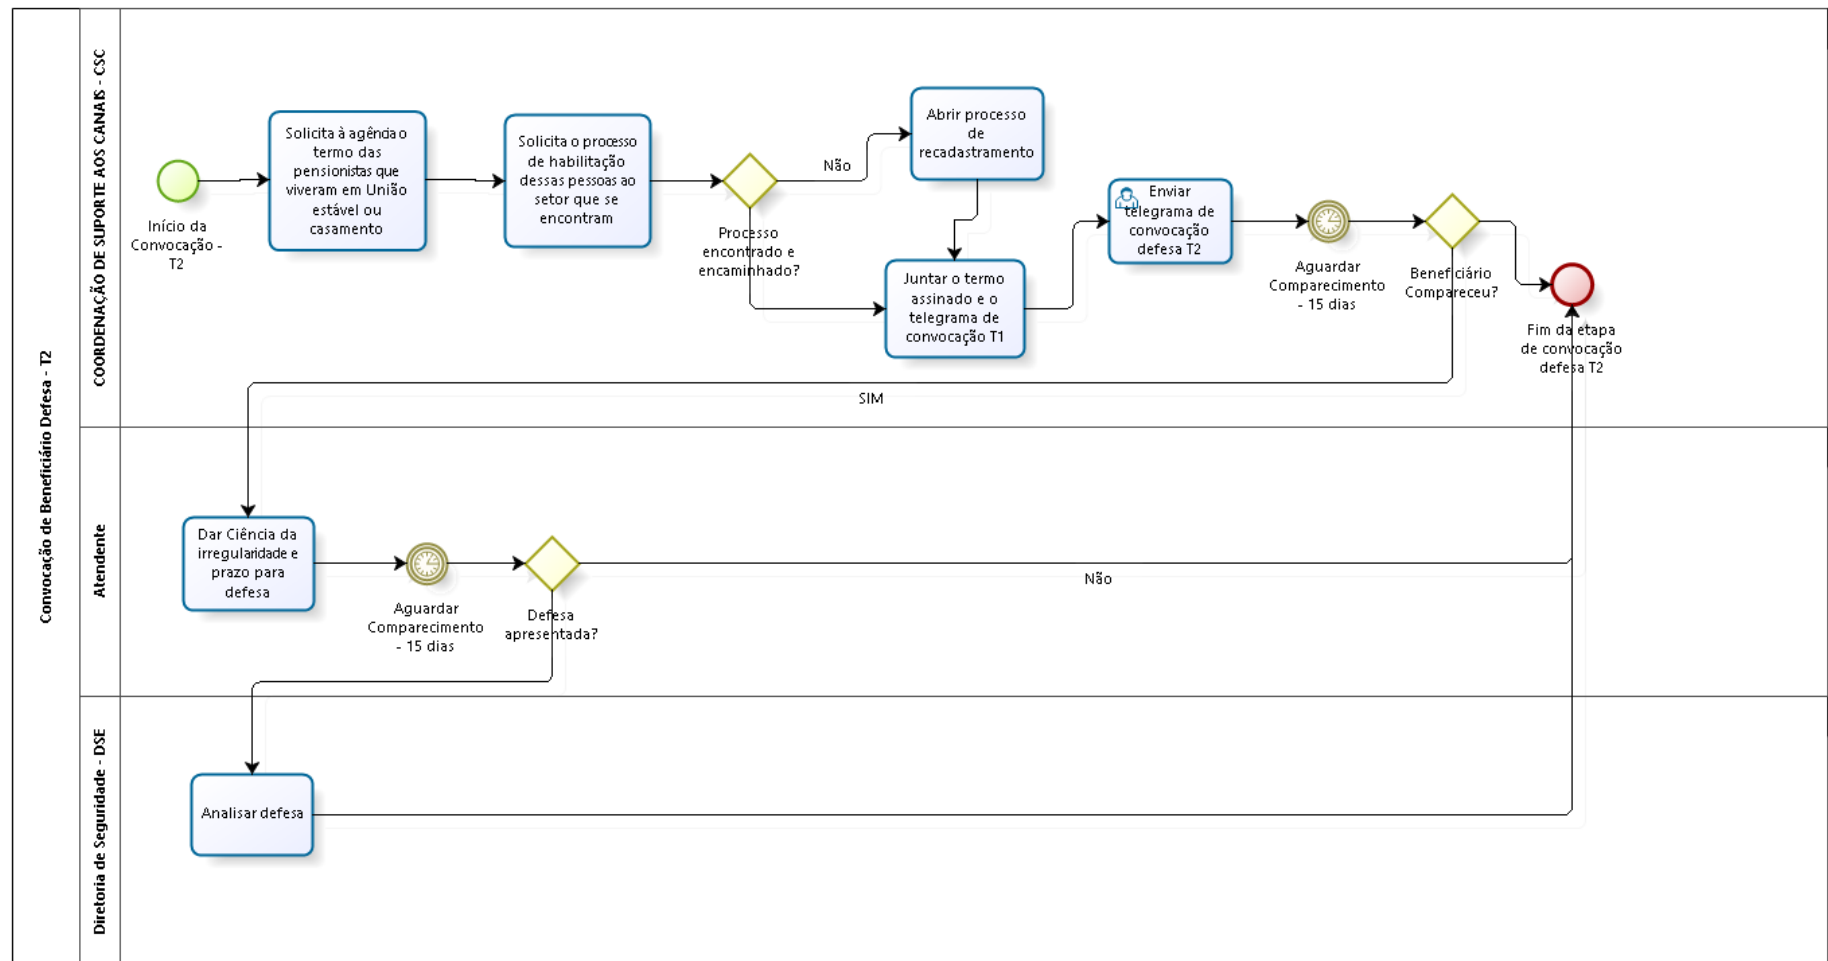 Convocação de Beneficiário Defesa - T2
COORDENAÇÃO DE SUPORTE AOS CANAIS - CSC
Início da
Convocação -
T2
Solicita à agência o
termo das
pensionistas que
viveram em União
estável ou
casamento
Solicita o processo
de habilitação
dessas pessoas ao
setor que se
encontram
Processo
encontrado e
encaminhado?
Não
Abrir processo
de
recadastramento
Juntar o termo
assinado e o
telegrama de
convocação T1
Enviar
telegrama de
convocação
defesa T2
Aguardar
Comparecimento
- 15 dias
Beneficiário
Compareceu?
Fim da etapa
de convocação
defesa T2
SIM
Atendente
Dar Ciência da
irregularidade e
prazo para
defesa
Aguardar
Comparecimento
- 15 dias
Defesa
apresentada?
Não
Diretoria de Seguridade - DSE
Analisar defesa